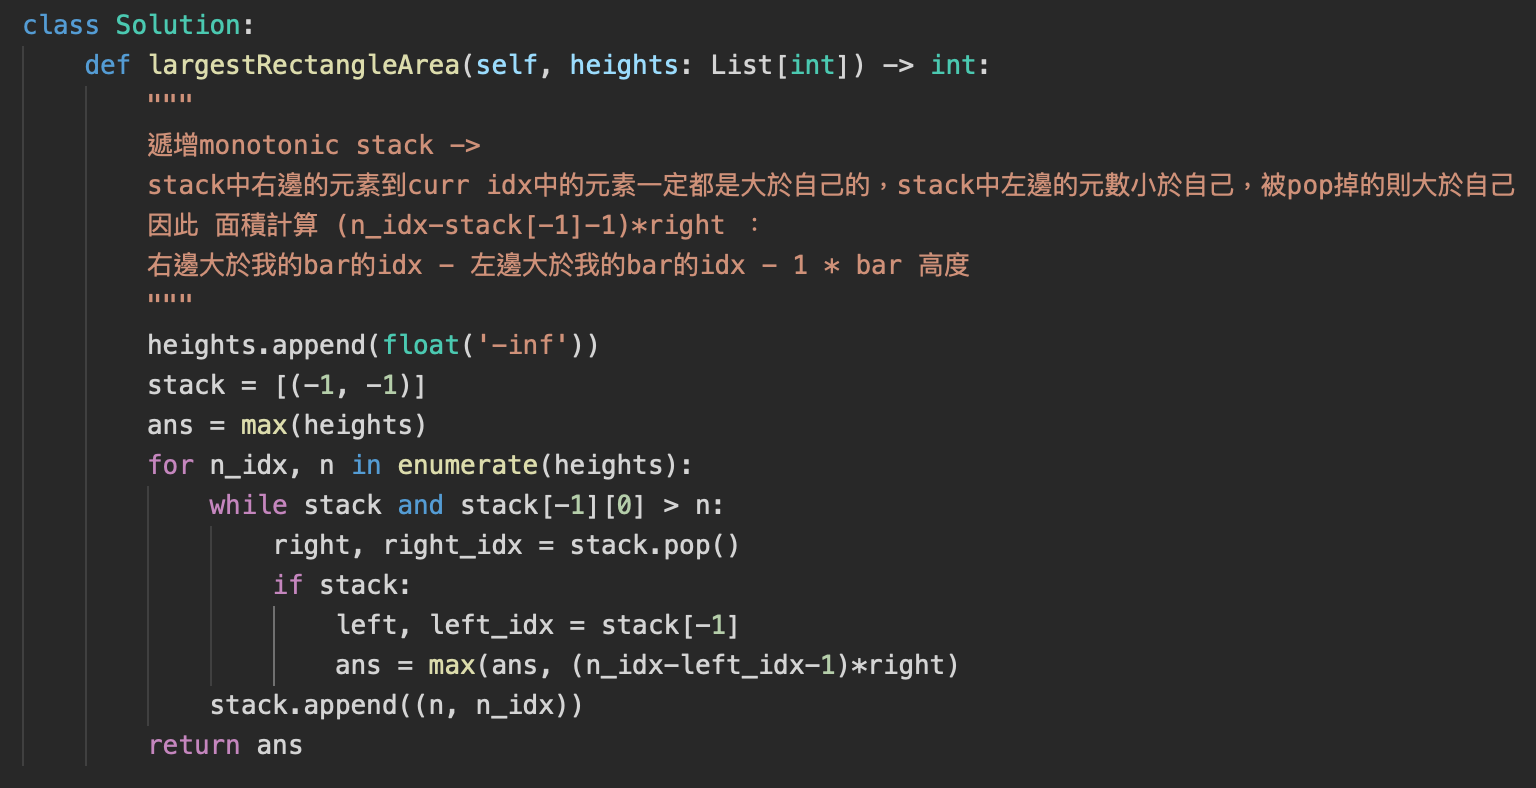 class Solution:
    def largestRectangleArea(self, heights: List[int]) -> int:
        """
        遞增monotonic stack ->
        stack中右邊的元素到curr idx中的元素一定都是大於自己的，stack中左邊的元數小於自己，被pop掉的則大於自己
        因此 面積計算 (n_idx-stack[-1]-1)*right ：
        右邊大於我的bar的idx - 左邊大於我的bar的idx - 1 * bar 高度
        """
        heights.append(float('-inf'))
        stack = [(-1, -1)]
        ans = max(heights)
        for n_idx, n in enumerate(heights):
            while stack and stack[-1][0] > n:
                right, right_idx = stack.pop()
                if stack:
                    left, left_idx = stack[-1]
                    ans = max(ans, (n_idx-left_idx-1)*right)
            stack.append((n, n_idx))
        return ans